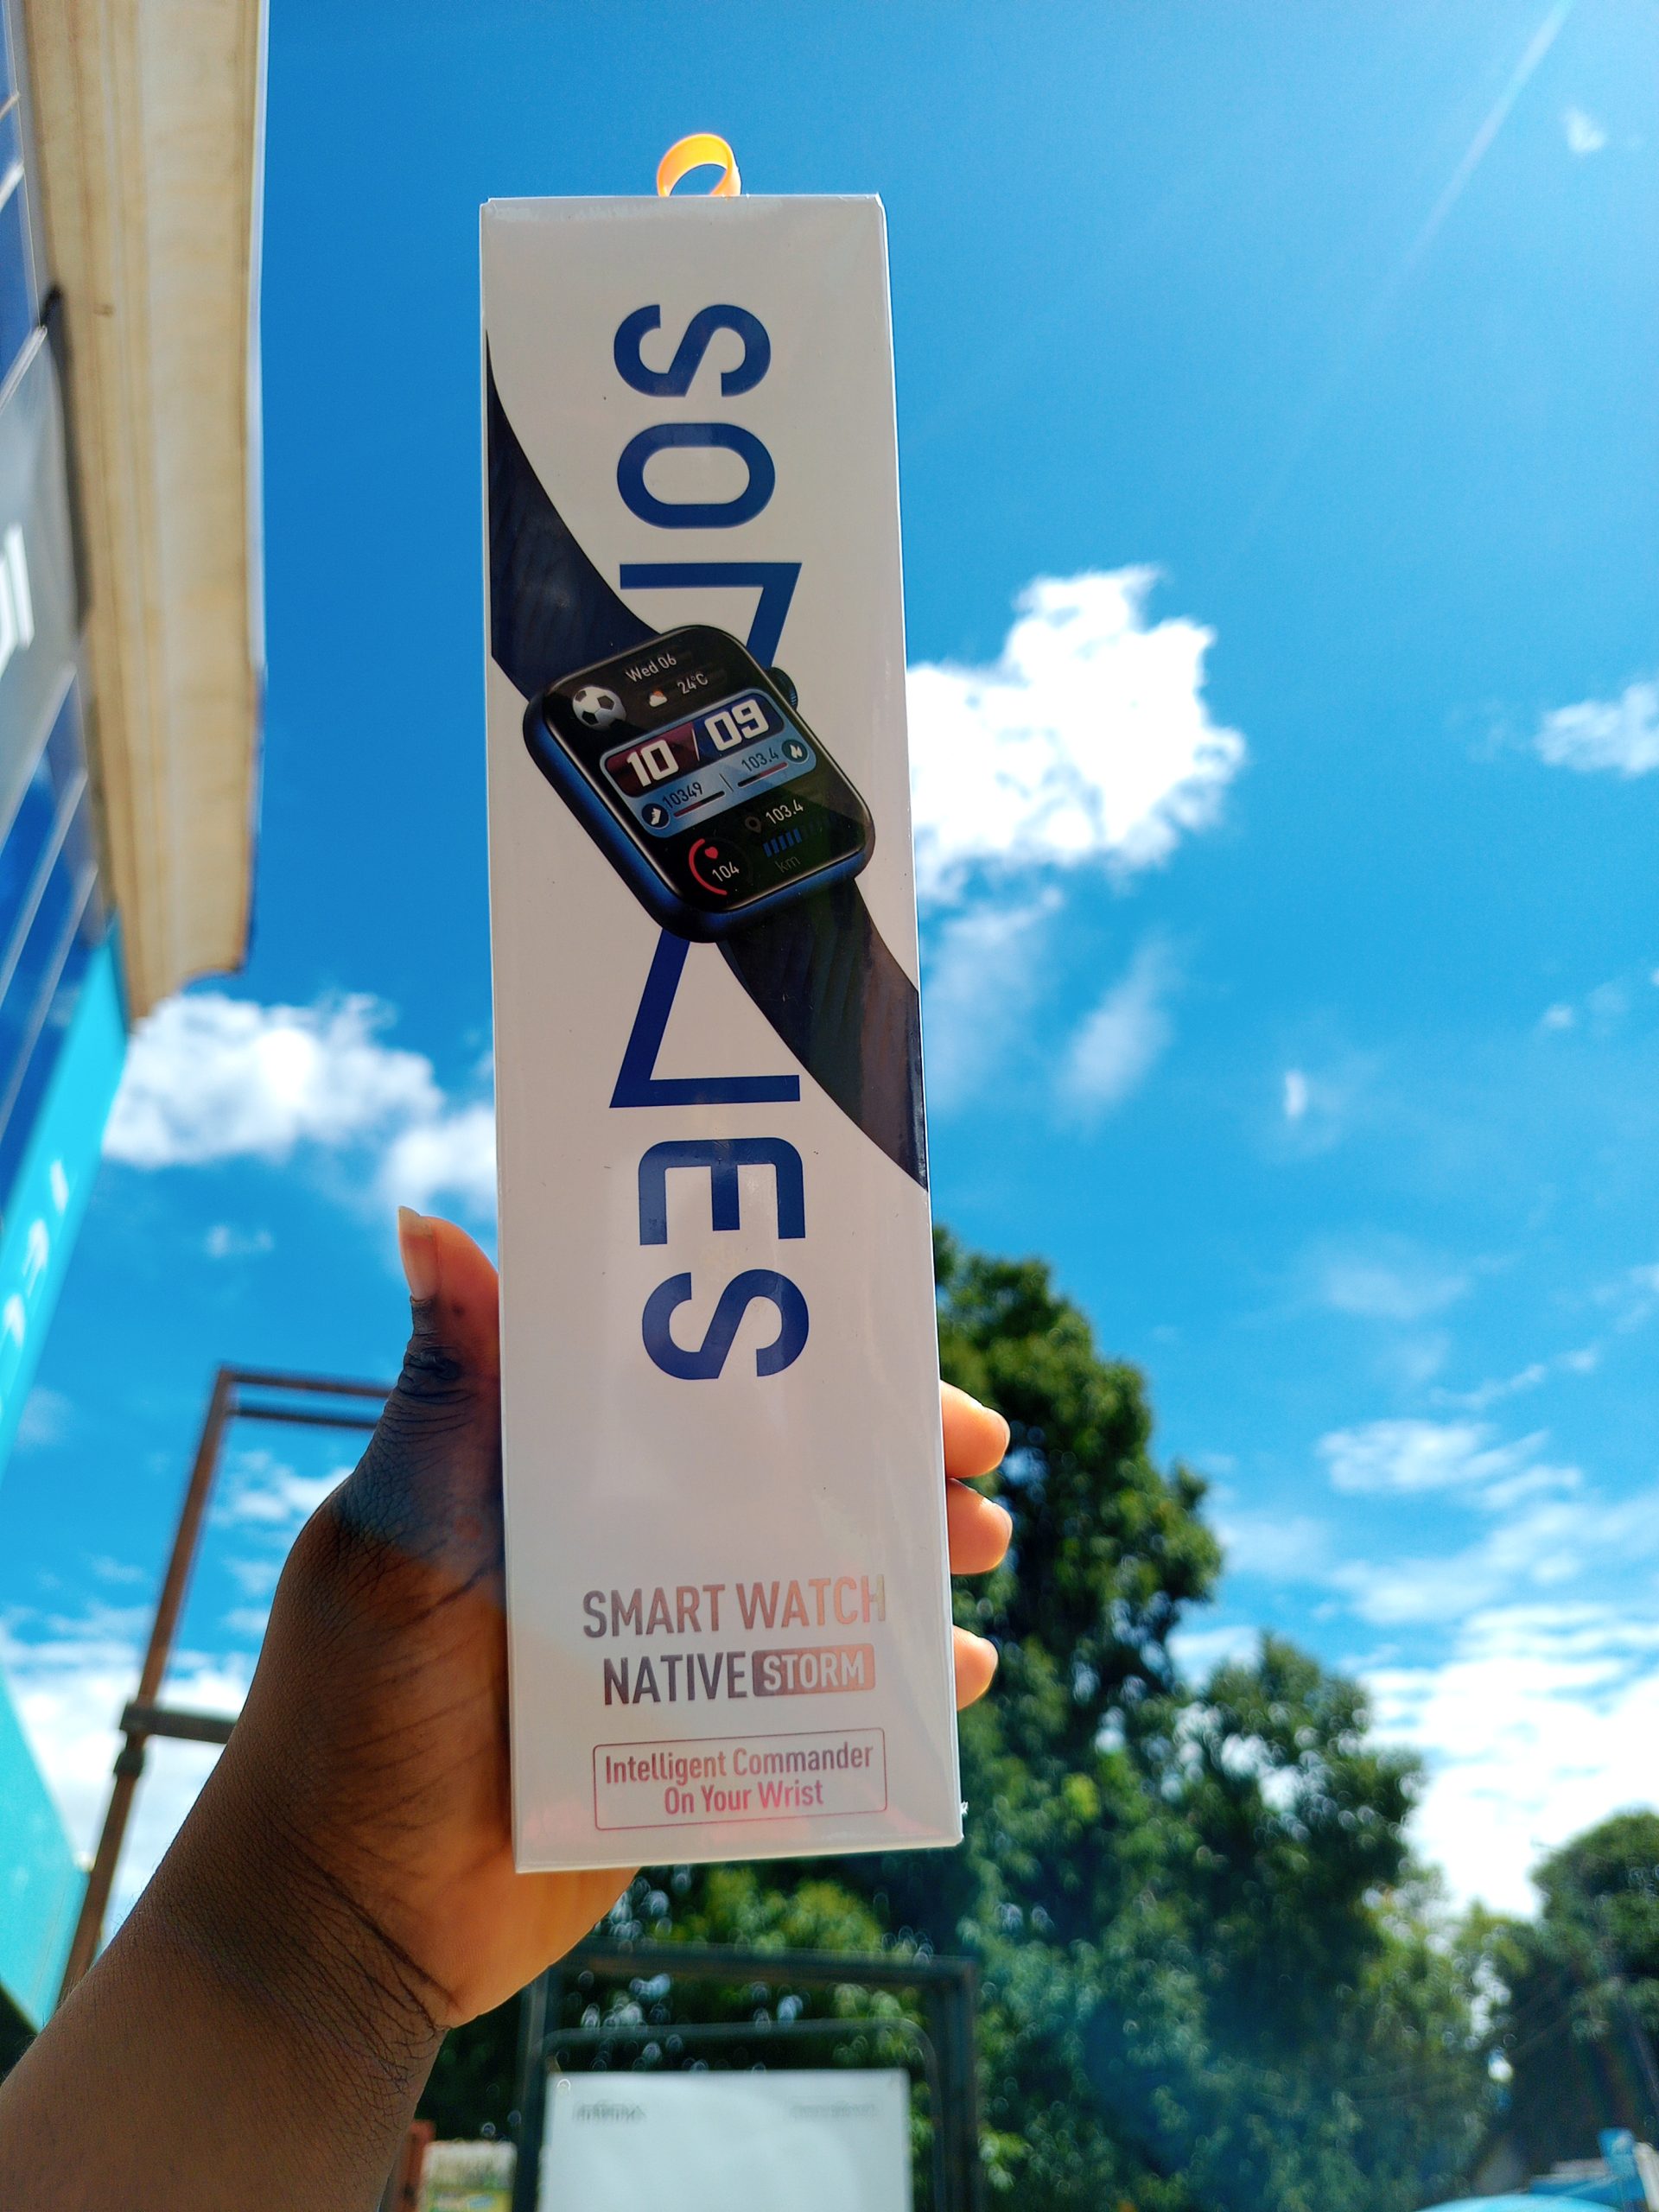 SONES
Wed 06
24°C
10/09
10349 103.4
103.4
104 km
SMART WATCH
NATIVE STORM
Intelligent Commander
On Your Wrist